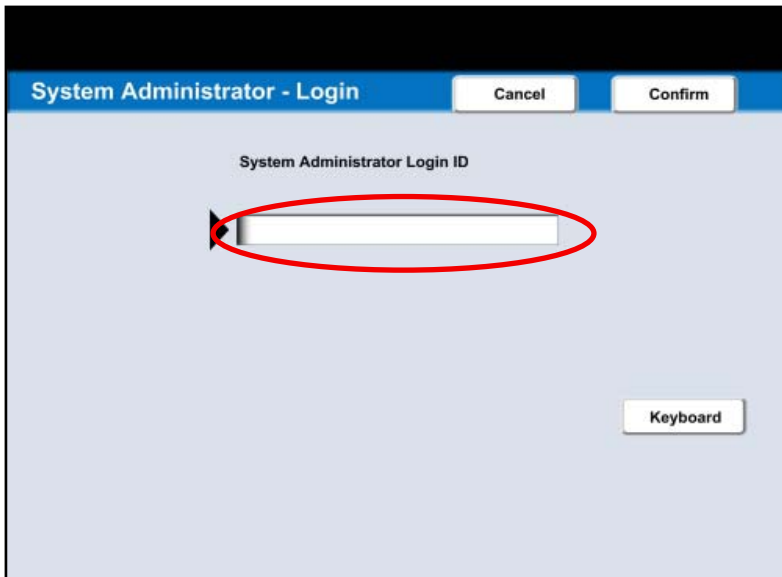 System Administrator - Login
Cancel
Confirm
System Administrator Login ID
Keyboard